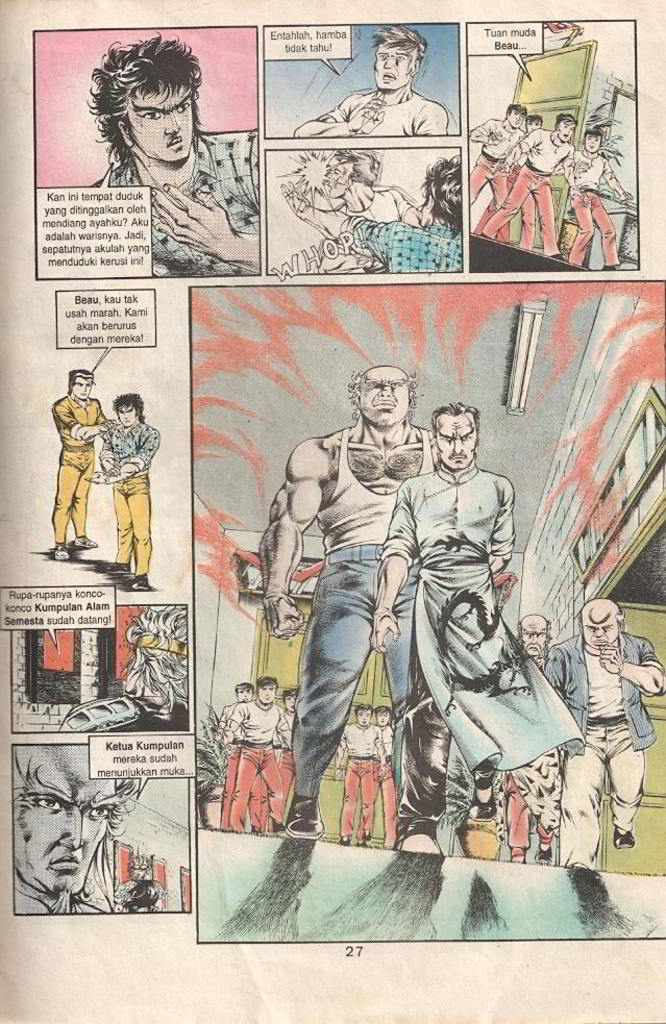 Kan ini tempat duduk
yang ditinggalkan oleh
mendiang ayahku? Aku
adalah warisnya. Jadi,
sepatutnya akulah yang
menduduki kerusi ini!
Entahlah, hamba
tidak tahu!
WHOP
Tuan muda
Beau...
Beau, kau tak
usah marah. Kami
akan berurus
dengan mereka!
Rupa-rupanya konco-
konco Kumpulan Alam
Semesta sudah datang!
Ketua Kumpulan
mereka sudah
menunjukkan muka...
27